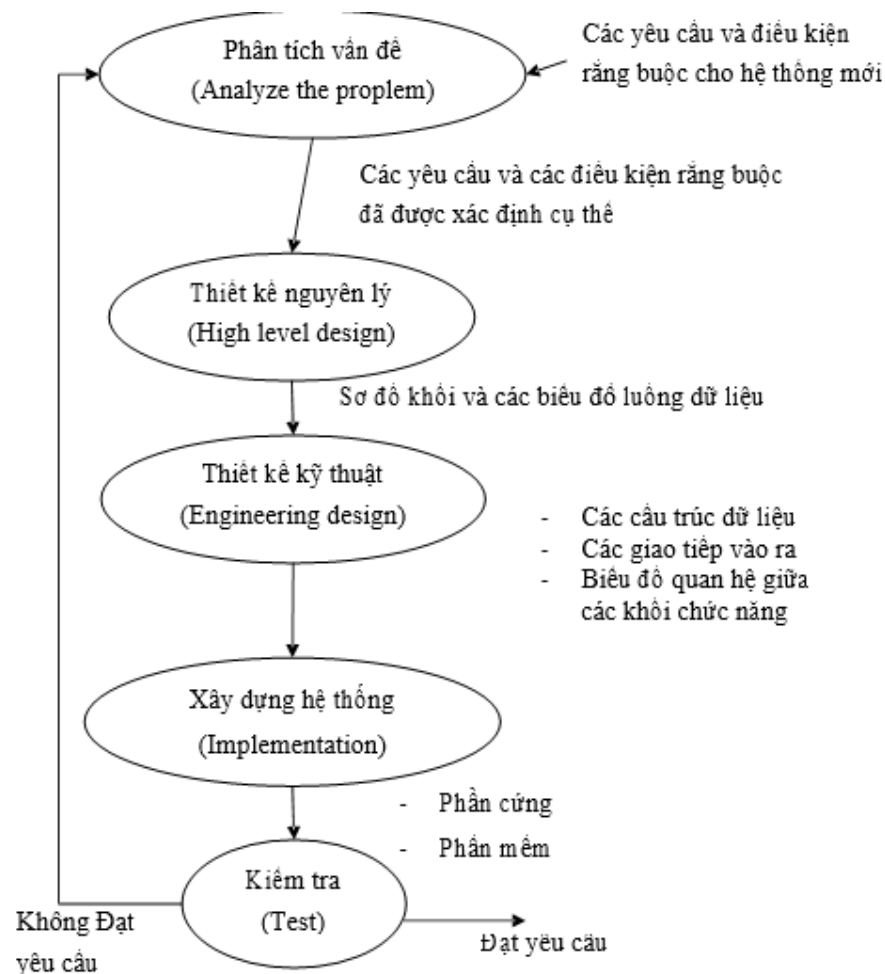 Phân tích vấn đề
(Analyze the proplem)
Các yêu cầu và điều kiện
rằng buộc cho hệ thống mới
Các yêu cầu và các điều kiện rằng buộc
đã được xác định cụ thể
Thiết kế nguyên lý
(High level design)
Sơ đồ khối và các biểu đồ luồng dữ liệu
Thiết kế kỹ thuật
(Engineering design)
- Các cấu trúc dữ liệu
- Các giao tiếp vào ra
- Biểu đồ quan hệ giữa
các khối chức năng
Xây dựng hệ thống
(Implementation)
- Phần cứng
- Phần mềm
Kiểm tra
(Test)
Không Đạt
yêu cầu
Đạt yêu cầu